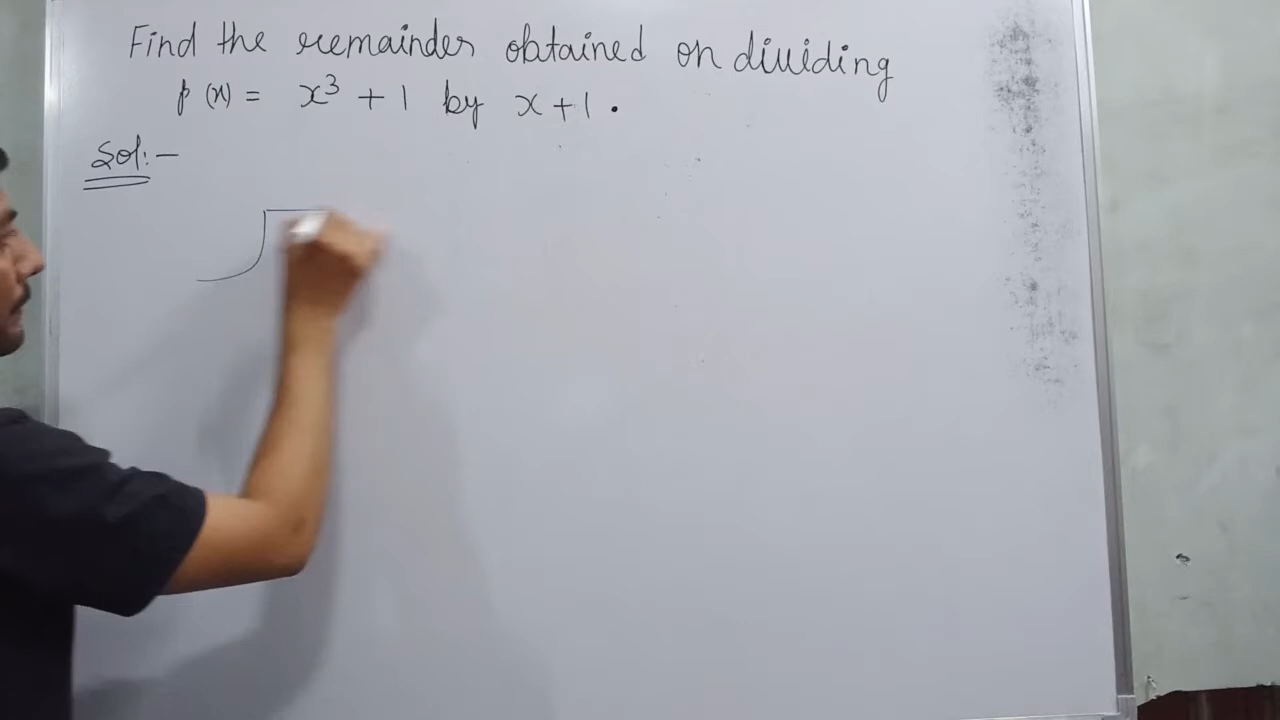 Find the remainder obtained on dividing
p (x) = x³ + 1 by x + 1 .
Sol:-